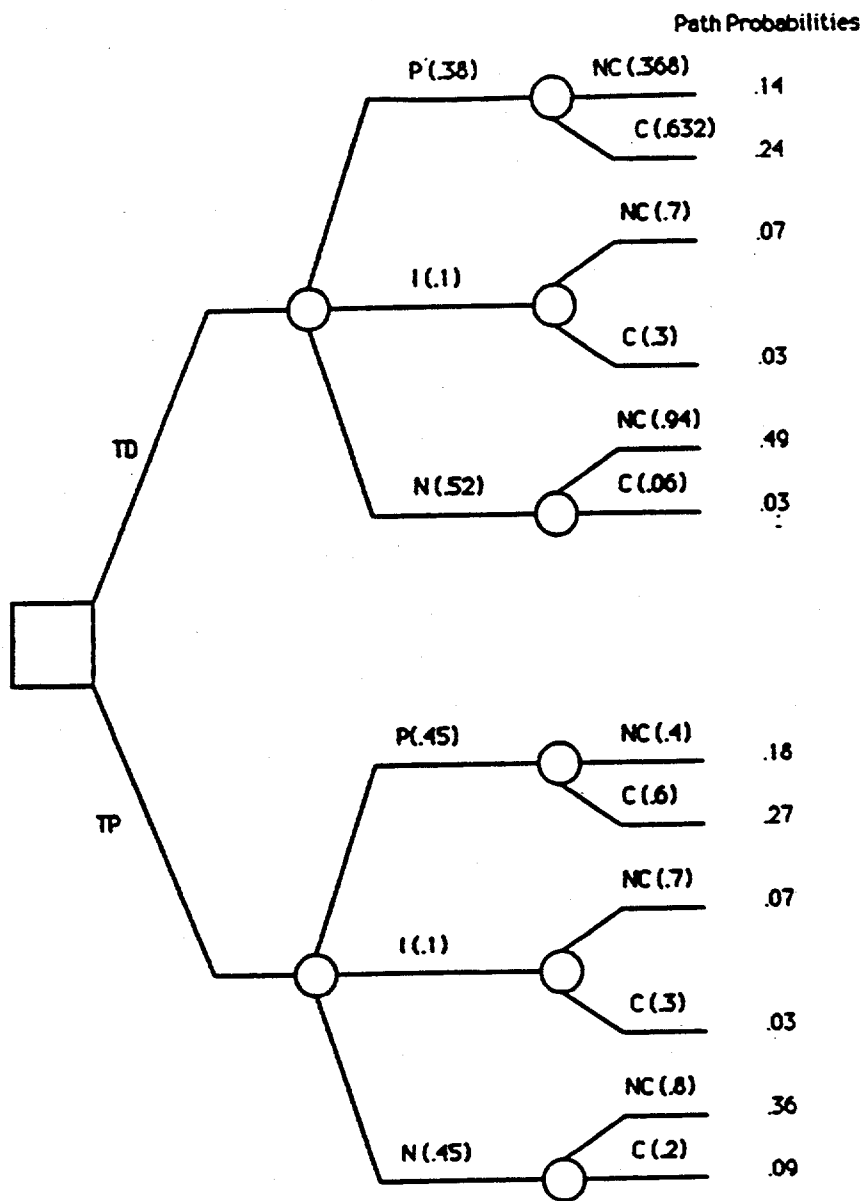 Path Probabilities
P (.38)
NC (.368)
.14
C (.632)
.24
NC (.7)
.07
I (.1)
C (.3)
.03
NC (.94)
.49
TD
N (.52)
C (.06)
.03
P(.45)
NC (.4)
.18
C (.6)
.27
TP
NC (.7)
.07
I (.1)
C (.3)
.03
NC (.8)
.36
N (.45)
C (.2)
.09